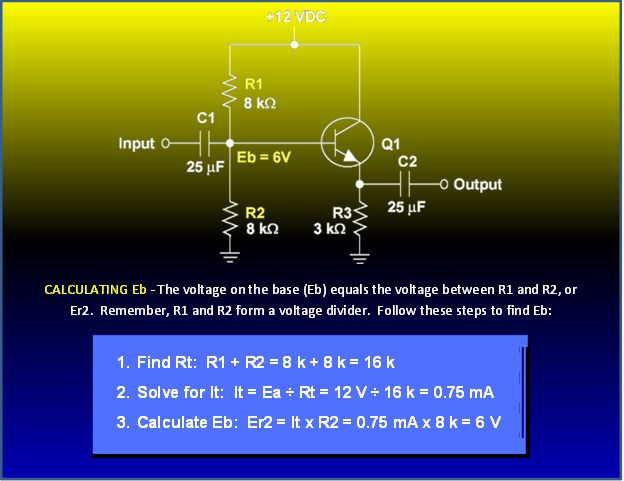 +12 VDC
R1
8 kΩ
C1
Input
Eb = 6V
25 µF
Q1
C2
Output
R2
8 kΩ
R3
3 kΩ
25 µF
CALCULATING Eb - The voltage on the base (Eb) equals the voltage between R1 and R2, or
Er2. Remember, R1 and R2 form a voltage divider. Follow these steps to find Eb:
1. Find Rt: R1 + R2 = 8 k + 8 k = 16 k
2. Solve for It: It = Ea ÷ Rt = 12 V ÷ 16 k = 0.75 mA
3. Calculate Eb: Er2 = It x R2 = 0.75 mA x 8 k = 6 V